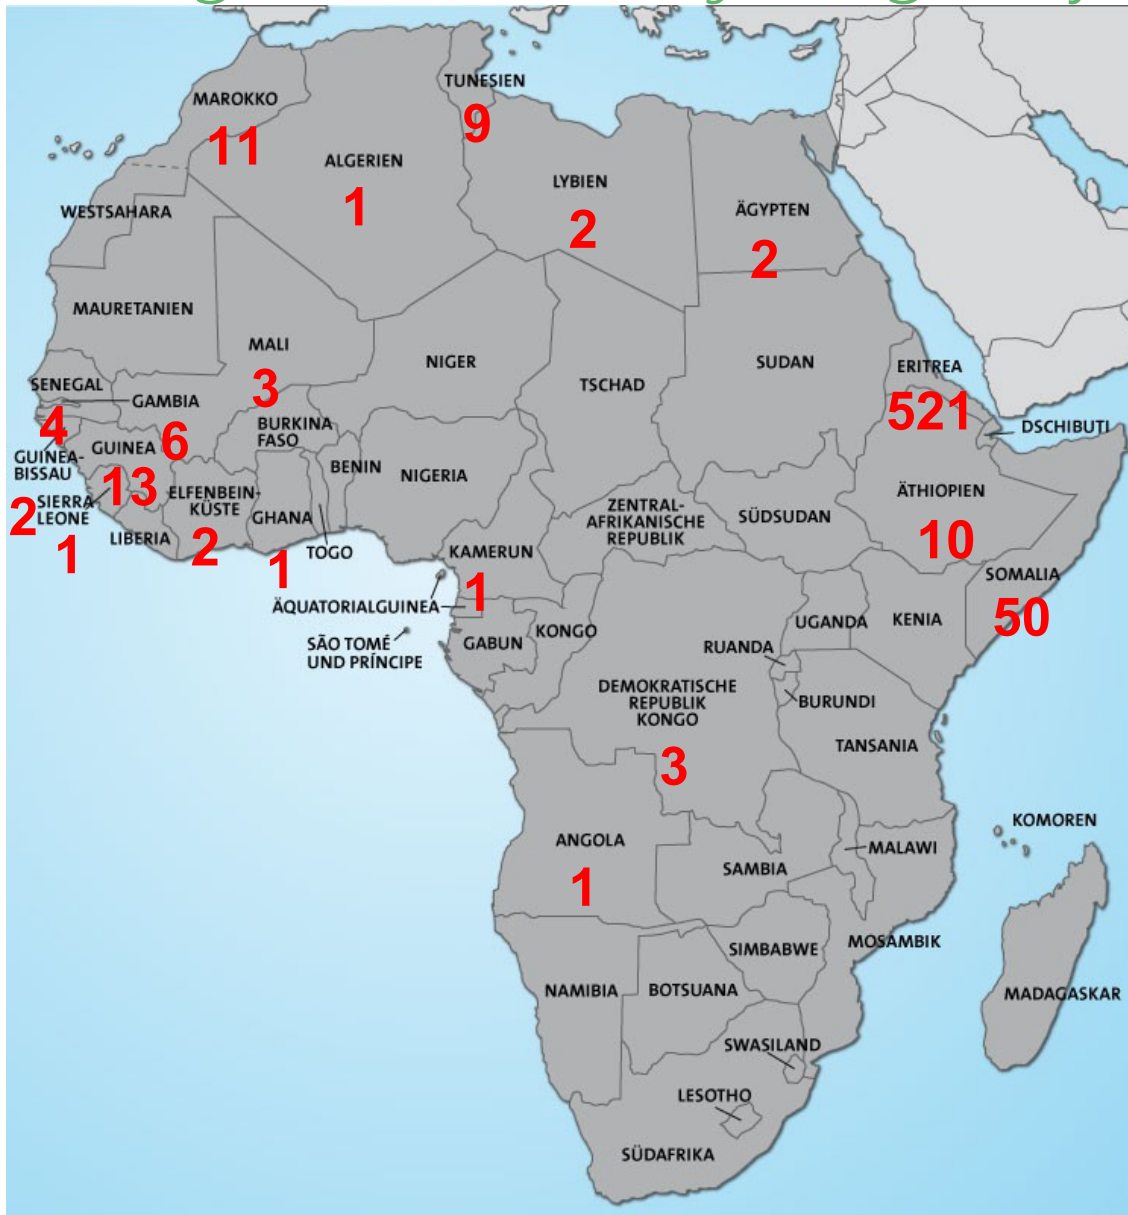 TUNESIEN
MAROKKO
9
11
ALGERIEN
LYBIEN
1
WESTSAHARA
ÄGYPTEN
2
2
MAURETANIEN
MALI
NIGER
SUDAN
ERITREA
SENEGAL
3
TSCHAD
GAMBIA
521
4
BURKINA
FASO
DSCHIBUTI
6
GUINEA
GUINEA-
BISSAU
BENIN
NIGERIA
13
ELFENBEIN-
KÜSTE
ÄTHIOPIEN
2
SIERRA
LEONE
GHANA
ZENTRAL-
AFRIKANISCHE
REPUBLIK
SÜDSUDAN
LIBERIA
2
TOGO
10
1
1
KAMERUN
1
SOMALIA
ÄQUATORIALGUINEA
50
UGANDA
KENIA
KONGO
GABUN
SÃO TOMÉ
UND PRÍNCIPE
RUANDA
DEMOKRATISCHE
REPUBLIK
KONGO
BURUNDI
TANSANIA
3
KOMOREN
ANGOLA
MALAWI
SAMBIA
1
MOSAMBIK
SIMBABWE
NAMIBIA
BOTSUANA
MADAGASKAR
SWASILAND
LESOTHO
SÜDAFRIKA